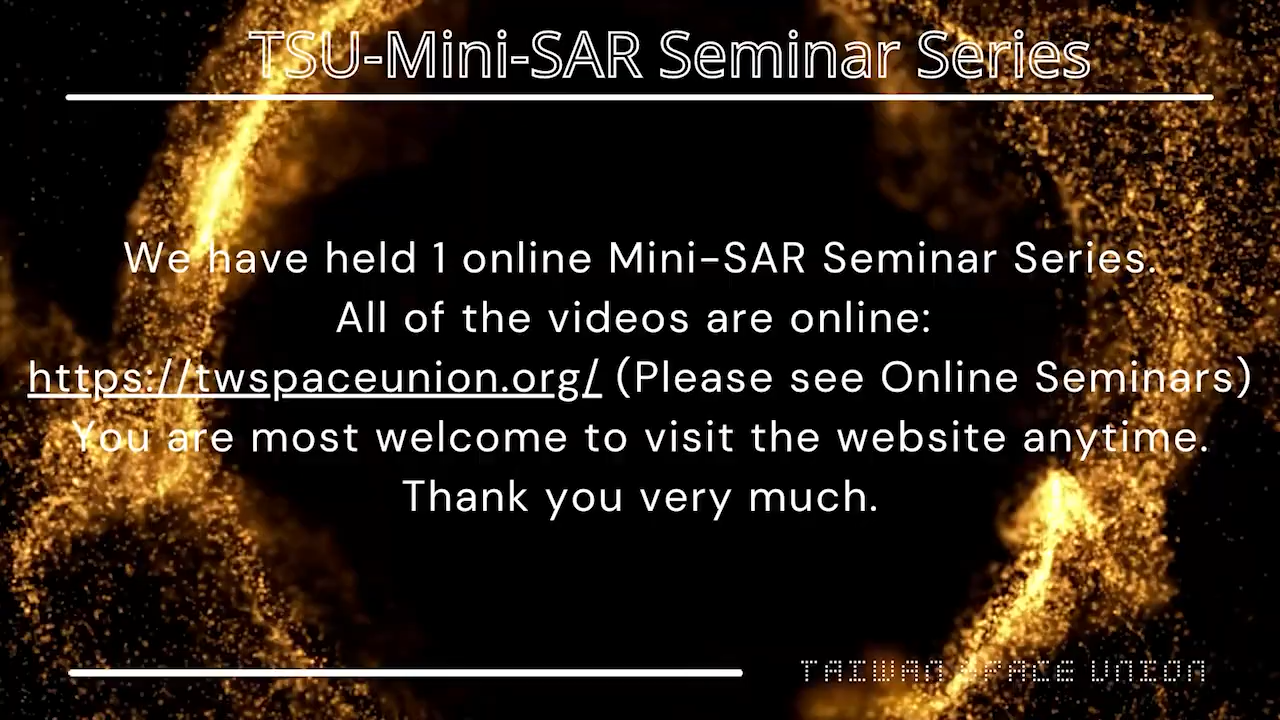 TSU-Mini-SAR Seminar Series
We have held 1 online Mini-SAR Seminar Series.
All of the videos are online:
https://twspaceunion.org/ (Please see Online Seminars)
You are most welcome to visit the website anytime.
Thank you very much.
TAIWAN SPACE UNION